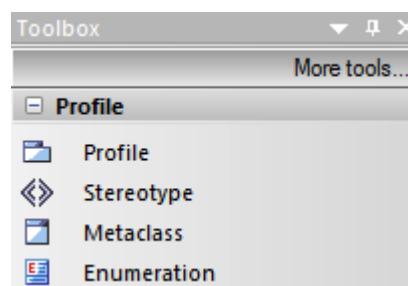 Toolbox
More tools...
Profile
Profile
Stereotype
Metaclass
Enumeration